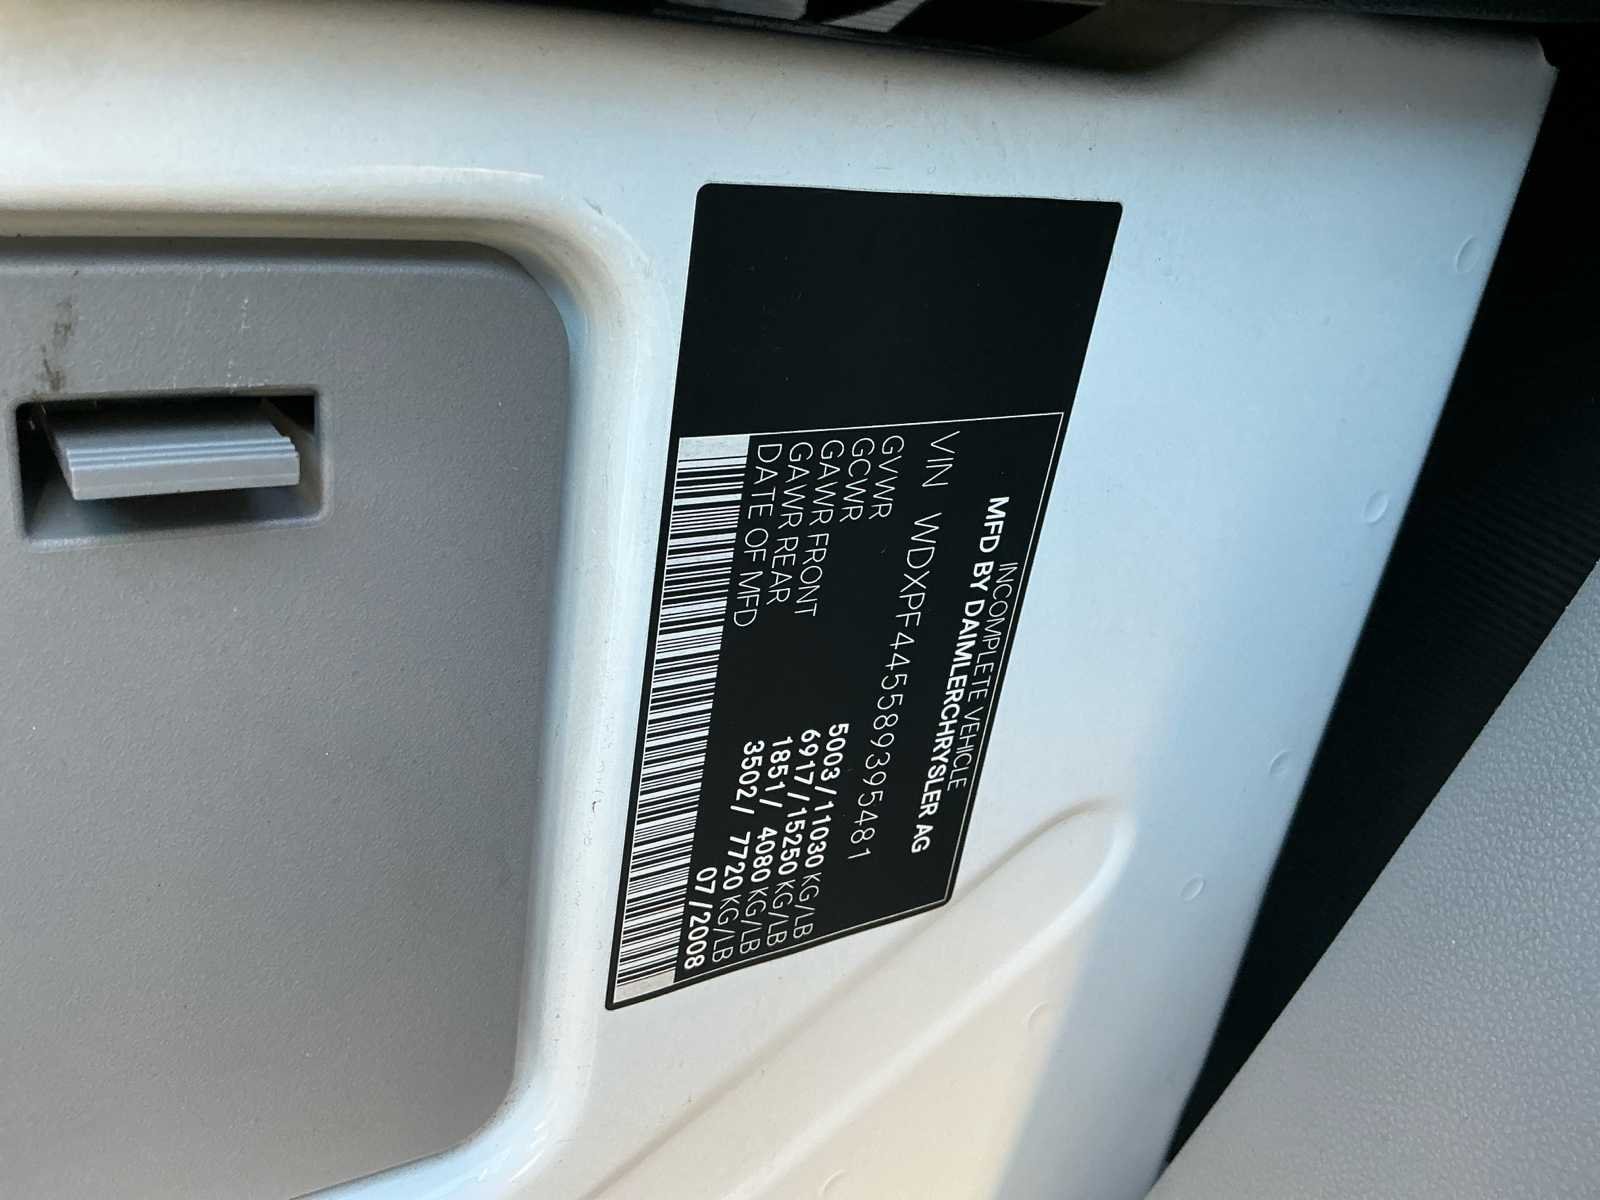 INCOMPLETE VEHICLE
MFD BY DAIMLERCHRYSLER AG
VIN WDXPF445589395481
GVWR 5003/11030 KG/LB
GCWR 6917/15250 KG/LB
GAWR FRONT 1851/ 4080 KG/LB
GAWR REAR 3502/ 7720 KG/LB
DATE OF MFD 07/2008